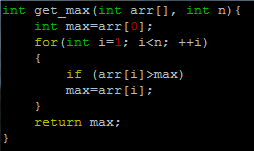 int get_max(int arr[], int n){
    int max=arr[0];
    for(int i=1; i<n; ++i)
    {
        if (arr[i]>max)
        max=arr[i];
    }
    return max;
}